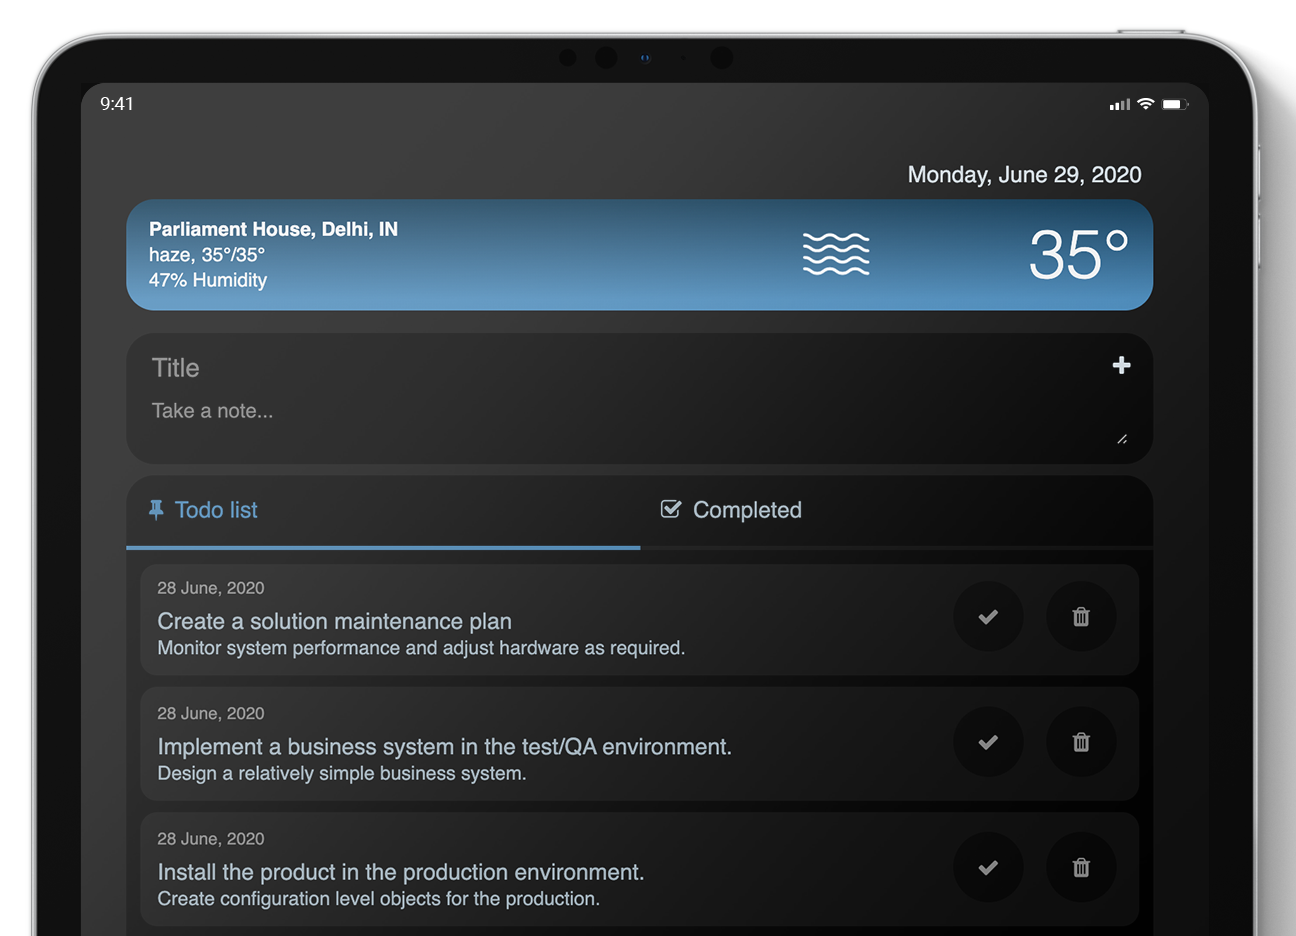 9:41
Monday, June 29, 2020
Parliament House, Delhi, IN
haze, 35°/35°
47% Humidity
35°
Title
Take a note...
Todo list
Completed
28 June, 2020
Create a solution maintenance plan
Monitor system performance and adjust hardware as required.
28 June, 2020
Implement a business system in the test/QA environment.
Design a relatively simple business system.
28 June, 2020
Install the product in the production environment.
Create configuration level objects for the production.